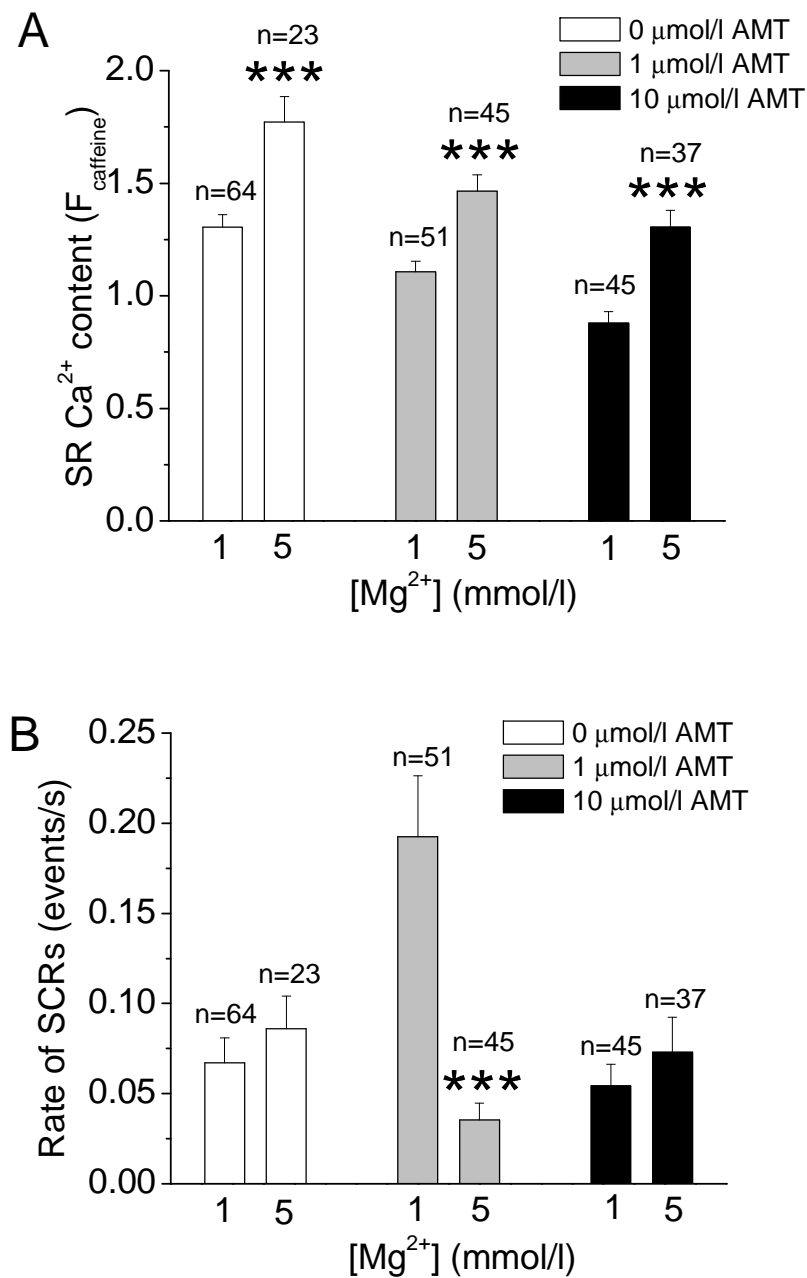 A
n=23
***
0 μmol/l AMT
1 μmol/l AMT
10 μmol/l AMT
2.0
n=45
***
n=37
***
1.5
n=64
n=51
n=45
1.0
0.5
0.0
SR Ca²⁺ content (F caffeine)
1 5 1 5 1 5
[Mg²⁺] (mmol/l)
B
0.25
0 μmol/l AMT
1 μmol/l AMT
10 μmol/l AMT
n=51
0.20
0.15
0.10
n=64
n=23
n=45
***
n=45
n=37
0.05
0.00
Rate of SCRs (events/s)
1 5 1 5 1 5
[Mg²⁺] (mmol/l)